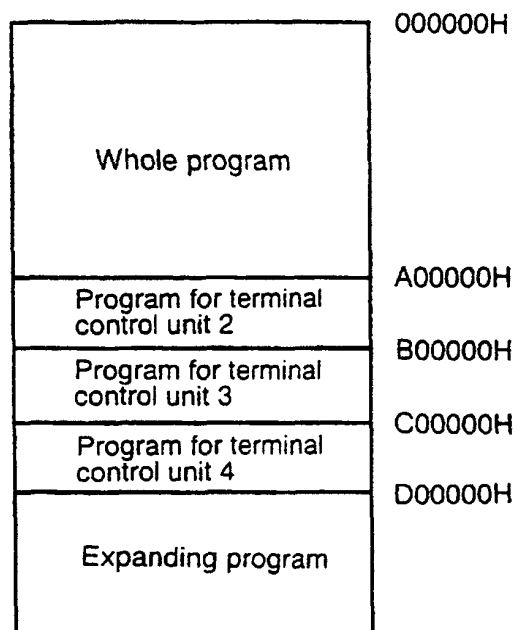 000000H
Whole program
A00000H
Program for terminal
control unit 2
B00000H
Program for terminal
control unit 3
C00000H
Program for terminal
control unit 4
D00000H
Expanding program